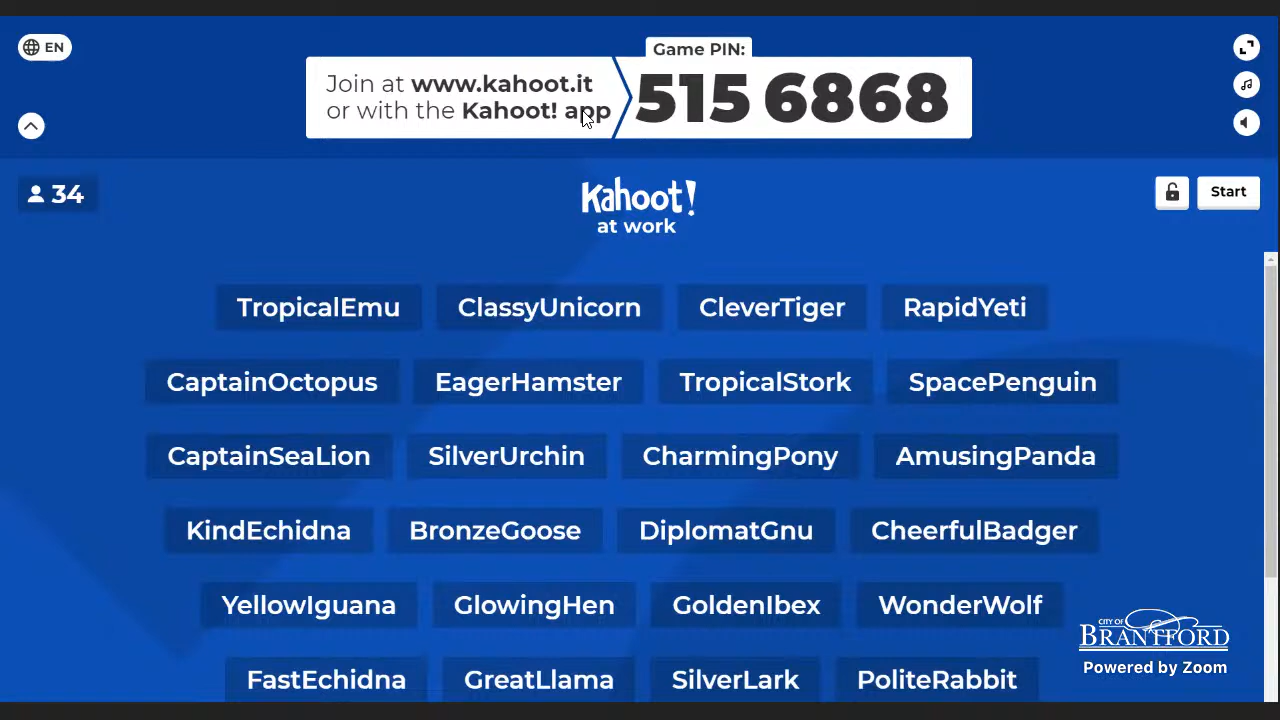 EN
Game PIN:
Join at www.kahoot.it
or with the Kahoot! app
515 6868
34
Kahoot!
at work
Start
TropicalEmu ClassyUnicorn CleverTiger RapidYeti
CaptainOctopus EagerHamster TropicalStork SpacePenguin
CaptainSeaLion SilverUrchin CharmingPony AmusingPanda
KindEchidna BronzeGoose DiplomatGnu CheerfulBadger
YellowIguana GlowingHen GoldenIbex WonderWolf
FastEchidna GreatLlama SilverLark PoliteRabbit
CITY OF
BRANTFORD
Powered by Zoom